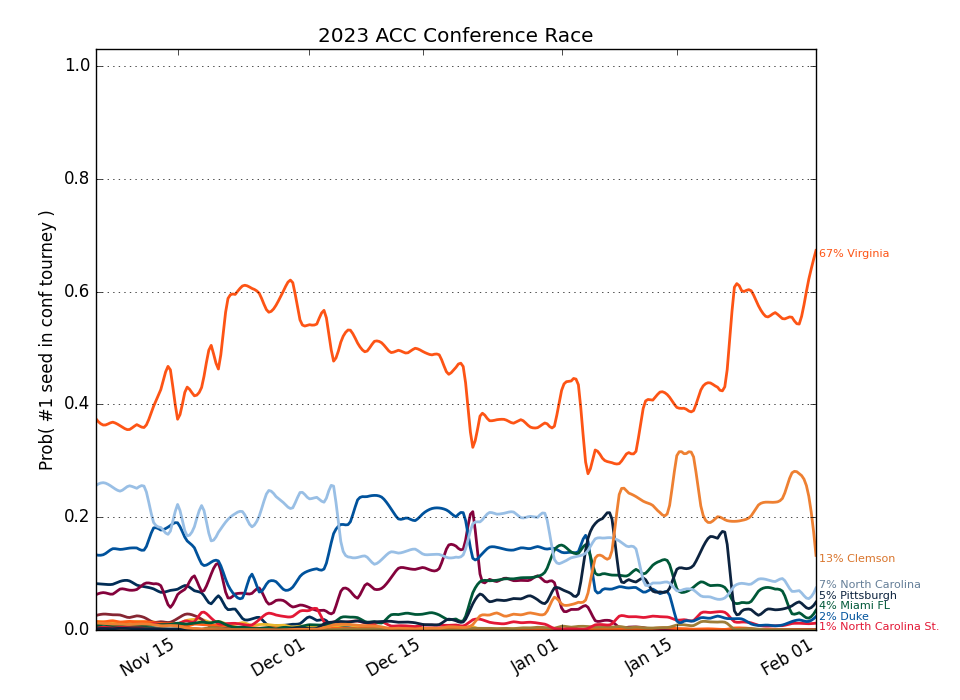 2023 ACC Conference Race
Prob( #1 seed in conf tourney )
1.0
0.8
0.6
0.4
0.2
0.0
67% Virginia
13% Clemson
7% North Carolina
5% Pittsburgh
4% Miami FL
2% Duke
1% North Carolina St.
Nov 15
Dec 01
Dec 15
Jan 01
Jan 15
Feb 01